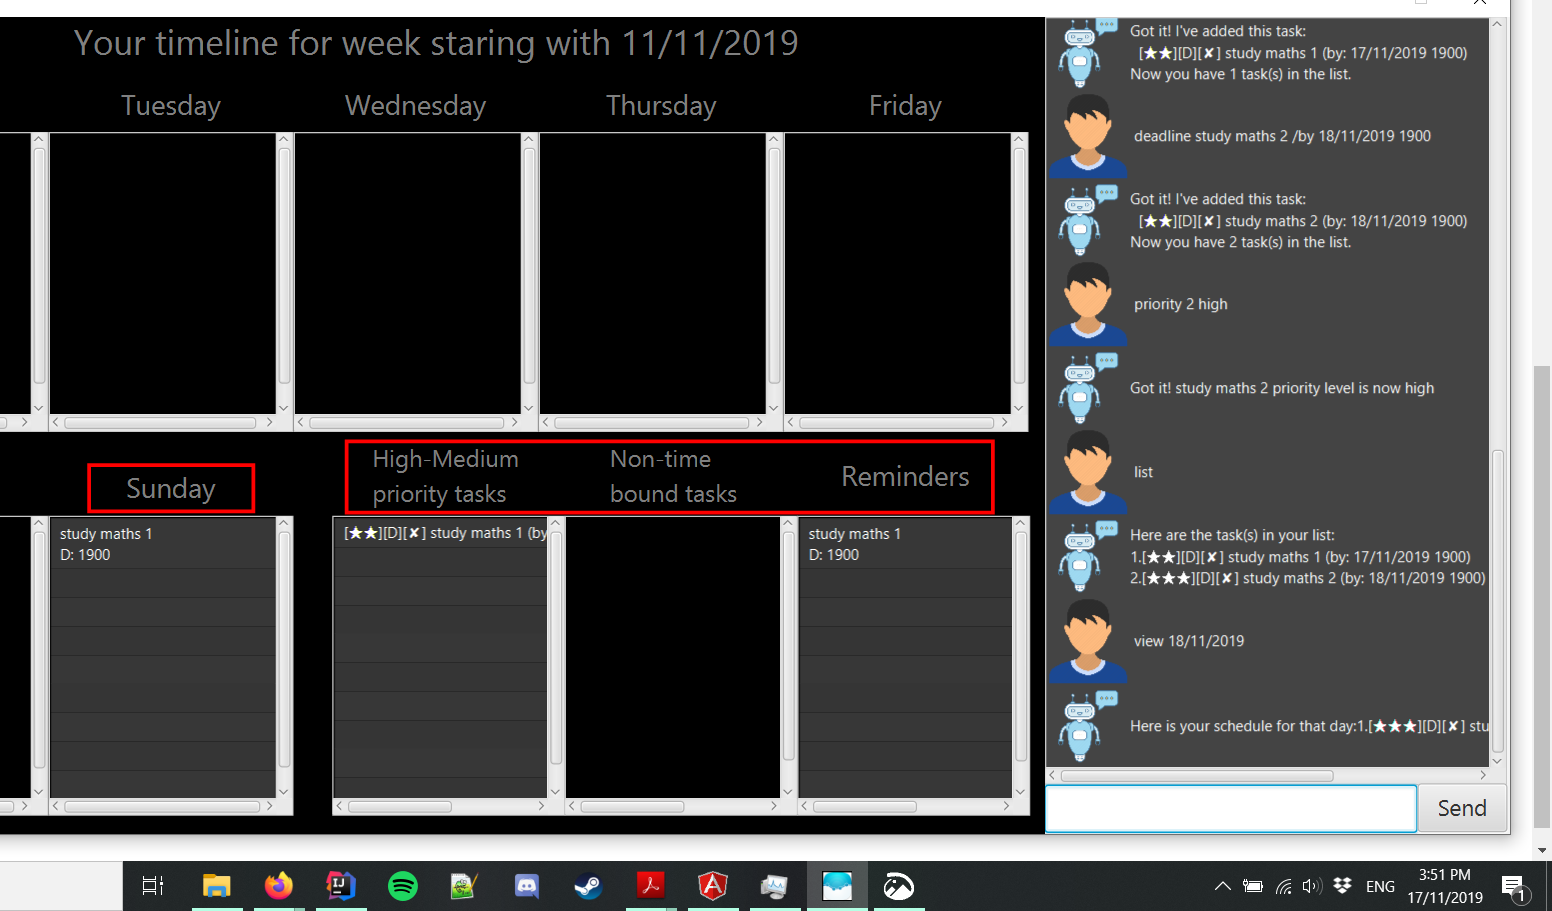 Your timeline for week staring with 11/11/2019
Tuesday
Wednesday
Thursday
Friday
Sunday
High-Medium
priority tasks
Non-time
bound tasks
Reminders
study maths 1
D: 1900
[★★][D][✘] study maths 1 (by
study maths 1
D: 1900
Got it! I've added this task:
[★★][D][✘] study maths 1 (by: 17/11/2019 1900)
Now you have 1 task(s) in the list.
deadline study maths 2 /by 18/11/2019 1900
Got it! I've added this task:
[★★][D][✘] study maths 2 (by: 18/11/2019 1900)
Now you have 2 task(s) in the list.
priority 2 high
Got it! study maths 2 priority level is now high
list
Here are the task(s) in your list:
1.[★★][D][✘] study maths 1 (by: 17/11/2019 1900)
2.[★★★][D][✘] study maths 2 (by: 18/11/2019 1900)
view 18/11/2019
Here is your schedule for that day:1.[★★★][D][✘] stu
Send
IJ
ENG
3:51 PM
17/11/2019
1